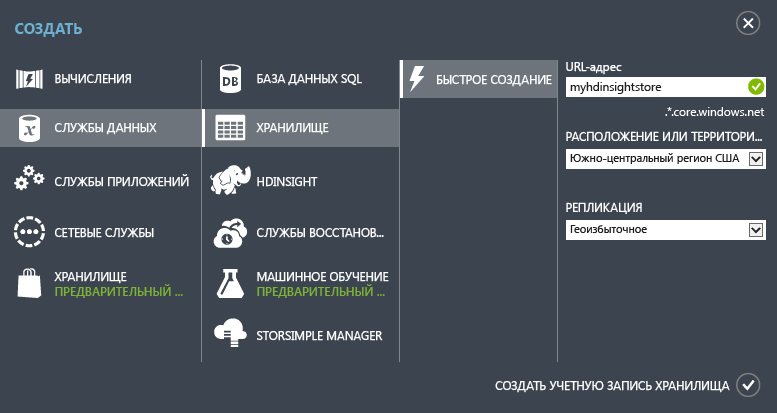 СОЗДАТЬ
ВЫЧИСЛЕНИЯ
СЛУЖБЫ ДАННЫХ
СЛУЖБЫ ПРИЛОЖЕНИЙ
СЕТЕВЫЕ СЛУЖБЫ
ХРАНИЛИЩЕ
ПРЕДВАРИТЕЛЬНЫЙ ...
DB
БАЗА ДАННЫХ SQL
ХРАНИЛИЩЕ
HDINSIGHT
СЛУЖБЫ ВОССТАНОВ...
МАШИННОЕ ОБУЧЕНИЕ
ПРЕДВАРИТЕЛЬНЫЙ ...
STORSIMPLE MANAGER
БЫСТРОЕ СОЗДАНИЕ
URL-адрес
myhdinsightstore
.*.core.windows.net
РАСПОЛОЖЕНИЕ ИЛИ ТЕРРИТОРИ...
Южно-центральный регион США
РЕПЛИКАЦИЯ
Геоизбыточное
СОЗДАТЬ УЧЕТНУЮ ЗАПИСЬ ХРАНИЛИЩА